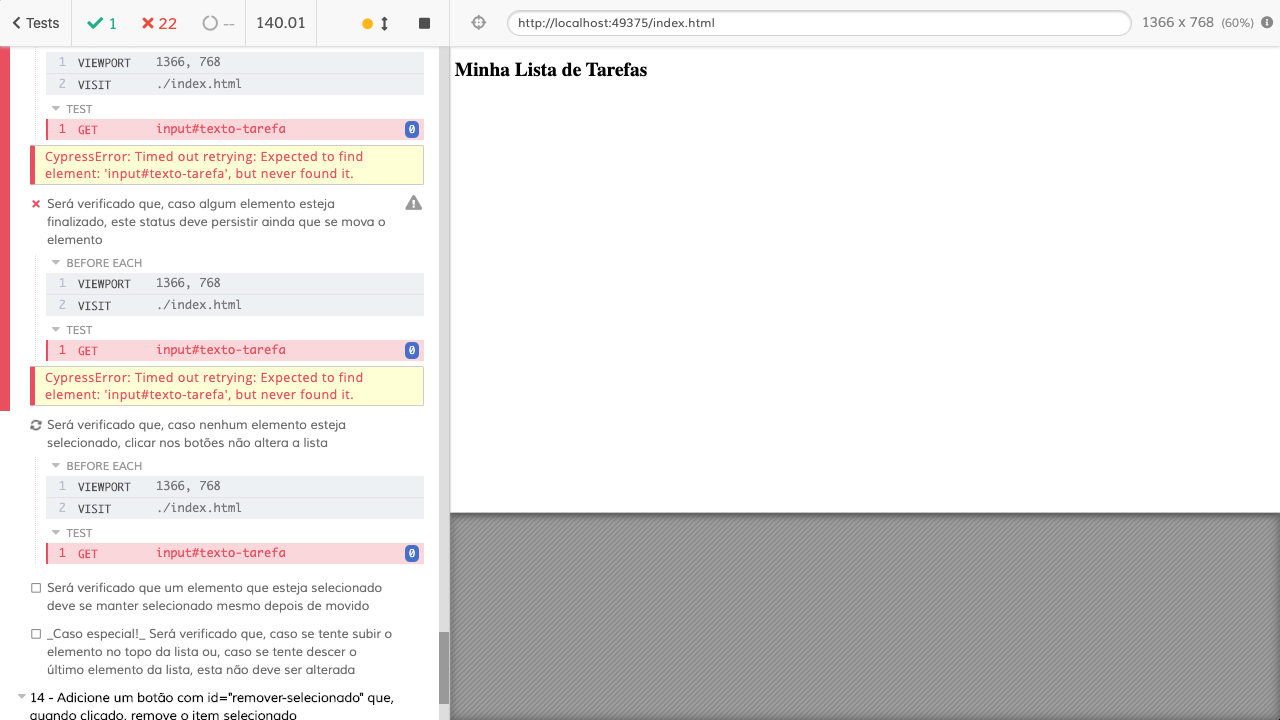 Tests 1 22 -- 140.01 http://localhost:49375/index.html 1366 x 768 (60%)
1 VIEWPORT 1366, 768
2 VISIT ./index.html
TEST
1 GET input#texto-tarefa 0
CypressError: Timed out retrying: Expected to find
element: 'input#texto-tarefa', but never found it.
Será verificado que, caso algum elemento esteja
finalizado, este status deve persistir ainda que se mova o
elemento
BEFORE EACH
1 VIEWPORT 1366, 768
2 VISIT ./index.html
TEST
1 GET input#texto-tarefa 0
CypressError: Timed out retrying: Expected to find
element: 'input#texto-tarefa', but never found it.
Será verificado que, caso nenhum elemento esteja
selecionado, clicar nos botões não altera a lista
BEFORE EACH
1 VIEWPORT 1366, 768
2 VISIT ./index.html
TEST
1 GET input#texto-tarefa 0
Será verificado que um elemento que esteja selecionado
deve se manter selecionado mesmo depois de movido
_Caso especial!_ Será verificado que, caso se tente subir o
elemento no topo da lista ou, caso se tente descer o
último elemento da lista, esta não deve ser alterada
14 - Adicione um botão com id="remover-selecionado" que,
quando clicado, remove o item selecionado
Minha Lista de Tarefas